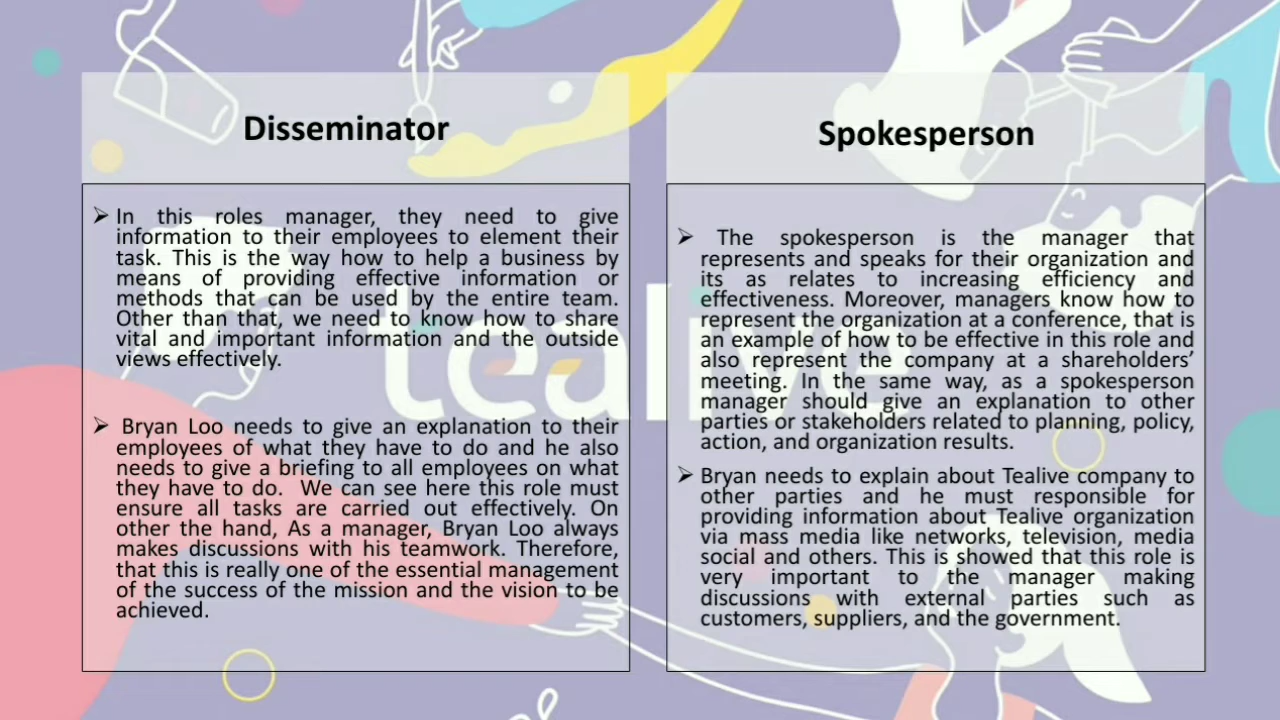 Disseminator
➢ In this roles manager, they need to give
information to their employees to element their
task. This is the way how to help a business by
means of providing effective information or
methods that can be used by the entire team.
Other than that, we need to know how to share
vital and important information and the outside
views effectively.
➢ Bryan Loo needs to give an explanation to their
employees of what they have to do and he also
needs to give a briefing to all employees on what
they have to do. We can see here this role must
ensure all tasks are carried out effectively. On
other the hand, As a manager, Bryan Loo always
makes discussions with his teamwork. Therefore,
that this is really one of the essential management
of the success of the mission and the vision to be
achieved.
Spokesperson
➢ The spokesperson is the manager that
represents and speaks for their organization and
its as relates to increasing efficiency and
effectiveness. Moreover, managers know how to
represent the organization at a conference, that is
an example of how to be effective in this role and
also represent the company at a shareholders’
meeting. In the same way, as a spokesperson
manager should give an explanation to other
parties or stakeholders related to planning, policy,
action, and organization results.
➢ Bryan needs to explain about Tealive company to
other parties and he must responsible for
providing information about Tealive organization
via mass media like networks, television, media
social and others. This is showed that this role is
very important to the manager making
discussions with external parties such as
customers, suppliers, and the government.
tealive